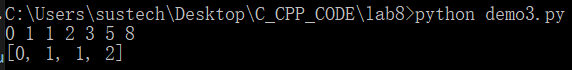 C:\Users\sustech\Desktop\C_CPP_CODE\lab8>python demo3.py
0 1 1 2 3 5 8
[0, 1, 1, 2]